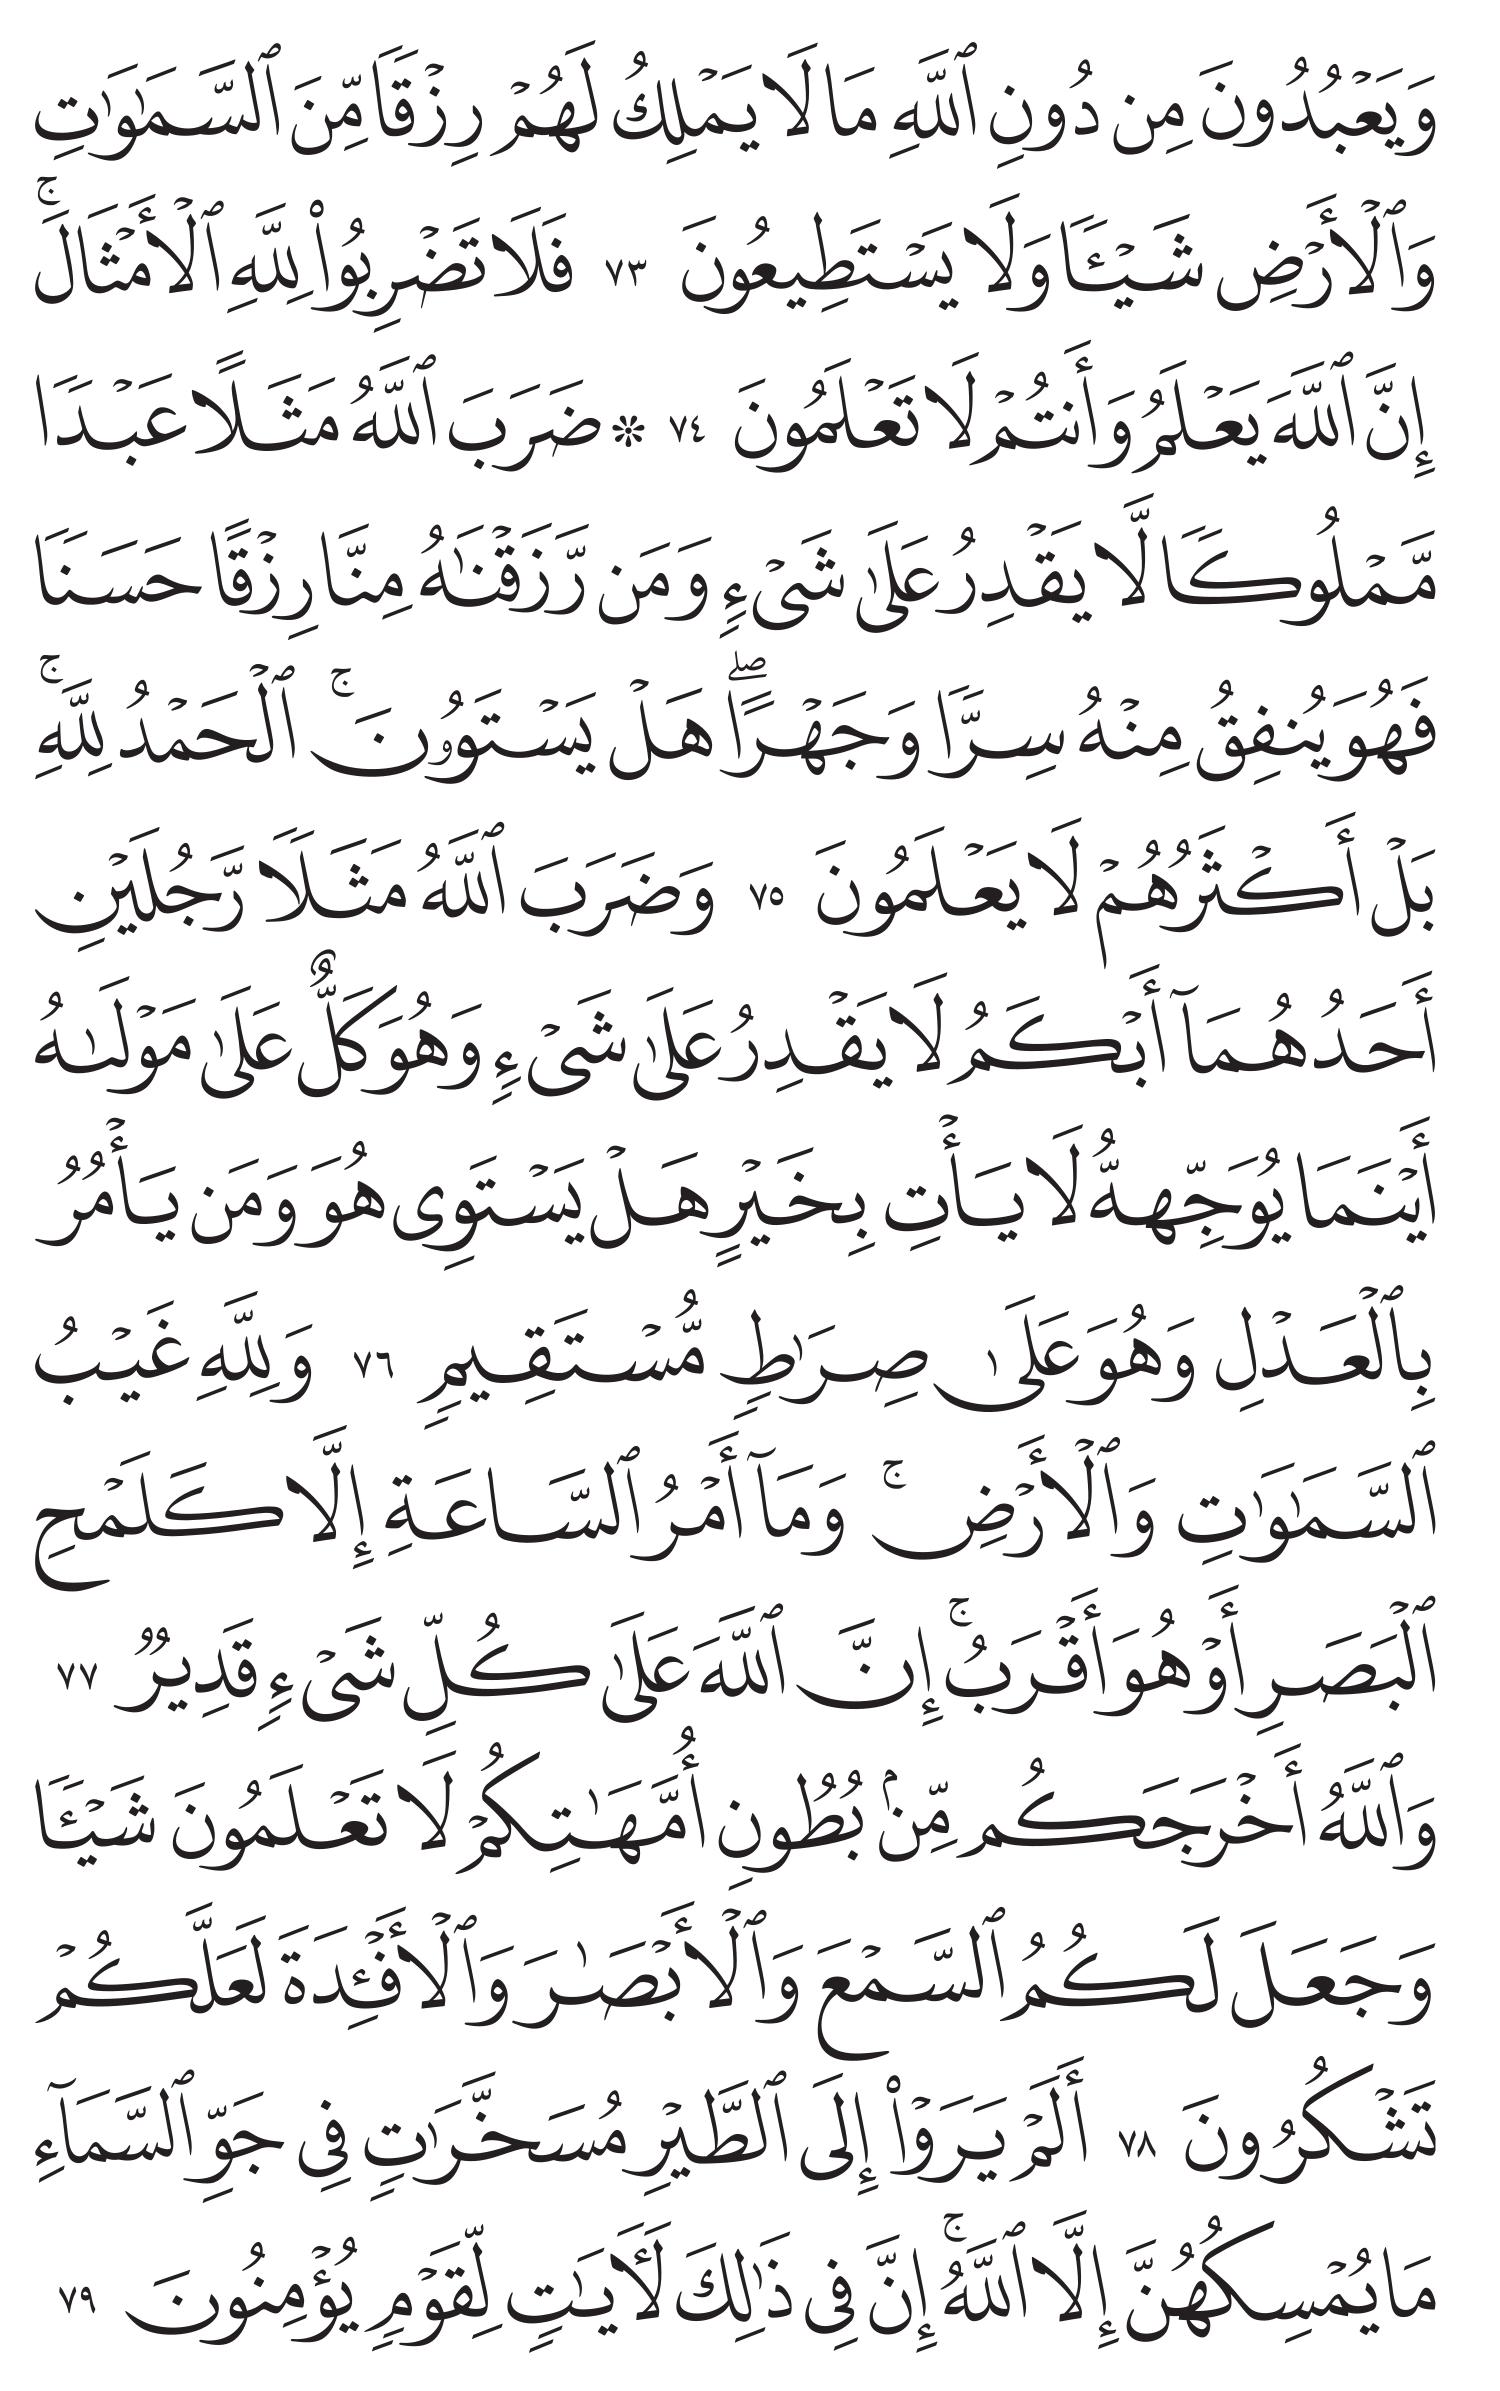 وَيَعۡبُدُونَ مِن دُونِ ٱللَّهِ مَا لَا يَمۡلِكُ لَهُمۡ رِزۡقٗا مِّنَ ٱلسَّمَٰوَٰتِ
وَٱلۡأَرۡضِ شَيۡـٔٗا وَلَا يَسۡتَطِيعُونَ ٧٣ فَلَا تَضۡرِبُواْ لِلَّهِ ٱلۡأَمۡثَالَۚ
إِنَّ ٱللَّهَ يَعۡلَمُ وَأَنتُمۡ لَا تَعۡلَمُونَ ٧٤ ۞ضَرَبَ ٱللَّهُ مَثَلًا عَبۡدٗا
مَّمۡلُوكٗا لَّا يَقۡدِرُ عَلَىٰ شَيۡءٖ وَمَن رَّزَقۡنَٰهُ مِنَّا رِزۡقًا حَسَنٗا
فَهُوَ يُنفِقُ مِنۡهُ سِرّٗا وَجَهۡرًاۖ هَلۡ يَسۡتَوُۥنَۚ ٱلۡحَمۡدُ لِلَّهِۚ
بَلۡ أَكۡثَرُهُمۡ لَا يَعۡلَمُونَ ٧٥ وَضَرَبَ ٱللَّهُ مَثَلٗا رَّجُلَيۡنِ
أَحَدُهُمَآ أَبۡكَمُ لَا يَقۡدِرُ عَلَىٰ شَيۡءٖ وَهُوَ كَلٌّ عَلَىٰ مَوۡلَىٰهُ
أَيۡنَمَا يُوَجِّههُّ لَا يَأۡتِ بِخَيۡرٍ هَلۡ يَسۡتَوِي هُوَ وَمَن يَأۡمُرُ
بِٱلۡعَدۡلِ وَهُوَ عَلَىٰ صِرَٰطٖ مُّسۡتَقِيمٖ ٧٦ وَلِلَّهِ غَيۡبُ
ٱلسَّمَٰوَٰتِ وَٱلۡأَرۡضِۚ وَمَآ أَمۡرُ ٱلسَّاعَةِ إِلَّا كَلَمۡحِ
ٱلۡبَصَرِ أَوۡ هُوَ أَقۡرَبُۚ إِنَّ ٱللَّهَ عَلَىٰ كُلِّ شَيۡءٖ قَدِيرٞ ٧٧
وَٱللَّهُ أَخۡرَجَكُم مِّنۢ بُطُونِ أُمَّهَٰتِكُمۡ لَا تَعۡلَمُونَ شَيۡـٔٗا
وَجَعَلَ لَكُمُ ٱلسَّمۡعَ وَٱلۡأَبۡصَٰرَ وَٱلۡأَفۡـِٔدَةَ لَعَلَّكُمۡ
تَشۡكُرُونَ ٧٨ أَلَمۡ يَرَوۡاْ إِلَى ٱلطَّيۡرِ مُسَخَّرَٰتٖ فِي جَوِّ ٱلسَّمَآءِ
مَا يُمۡسِكُهُنَّ إِلَّا ٱللَّهُۚ إِنَّ فِي ذَٰلِكَ لَأٓيَٰتٖ لِّقَوۡمٖ يُؤۡمِنُونَ ٧٩